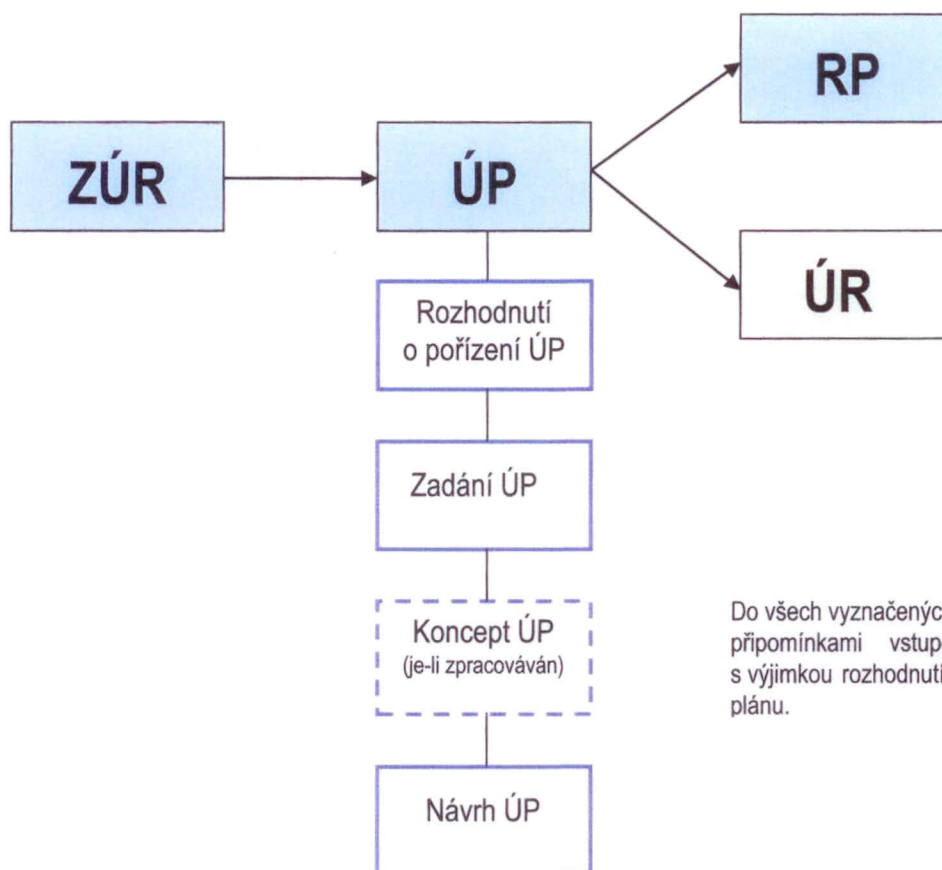 RP
ZÚR
ÚP
ÚR
Rozhodnutí
o pořízení ÚP
Zadání ÚP
Koncept ÚP
(je-li zpracováván)
Do všech vyznačenýc
připomínkami vstup
s výjimkou rozhodnutí
plánu.
Návrh ÚP